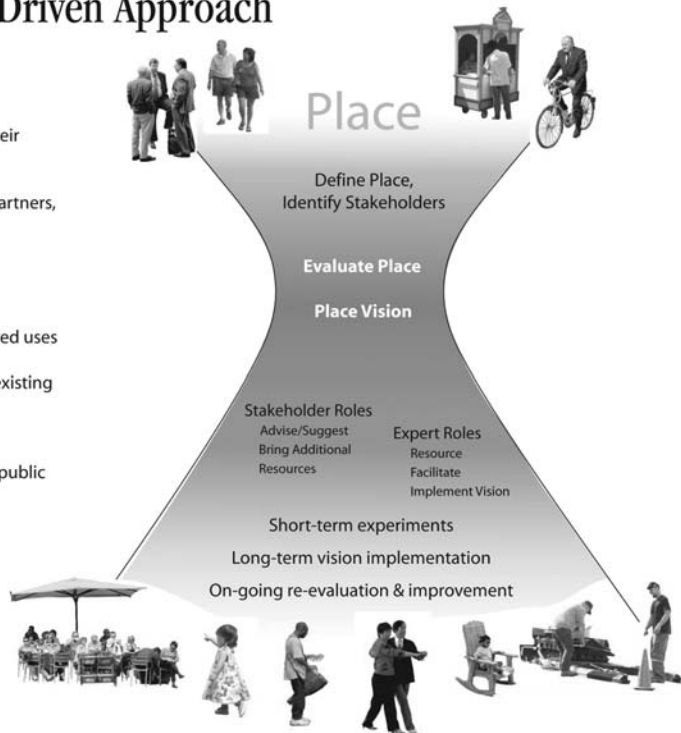 Driven Approach
eir
artners,
ed uses
existing
public
Place
Define Place,
Identify Stakeholders
Evaluate Place
Place Vision
Stakeholder Roles
Advise/Suggest
Bring Additional
Resources
Expert Roles
Resource
Facilitate
Implement Vision
Short-term experiments
Long-term vision implementation
On-going re-evaluation & improvement